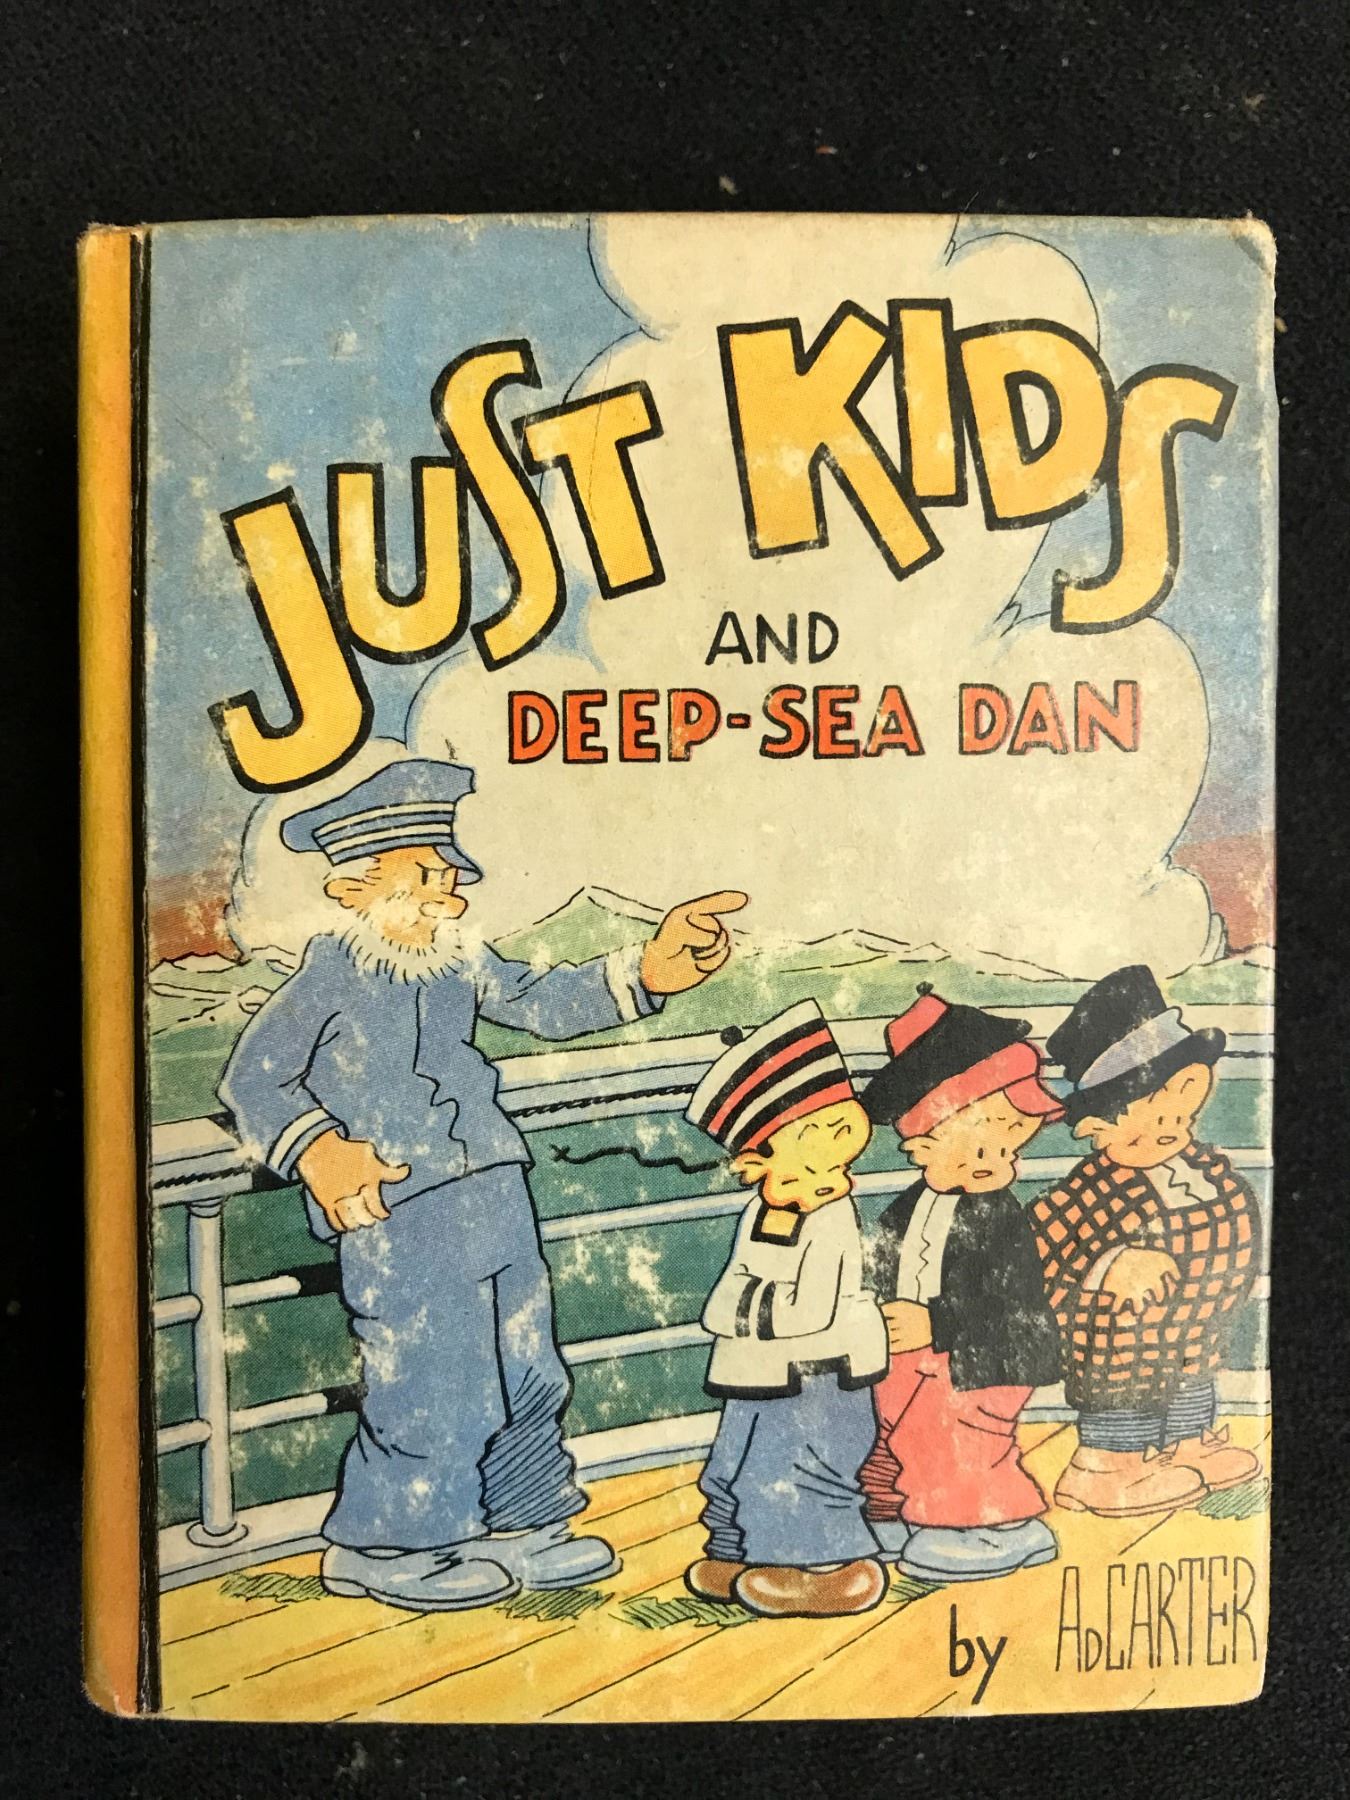 JUST KIDS
AND
DEEP-SEA DAN
by AD CARTER